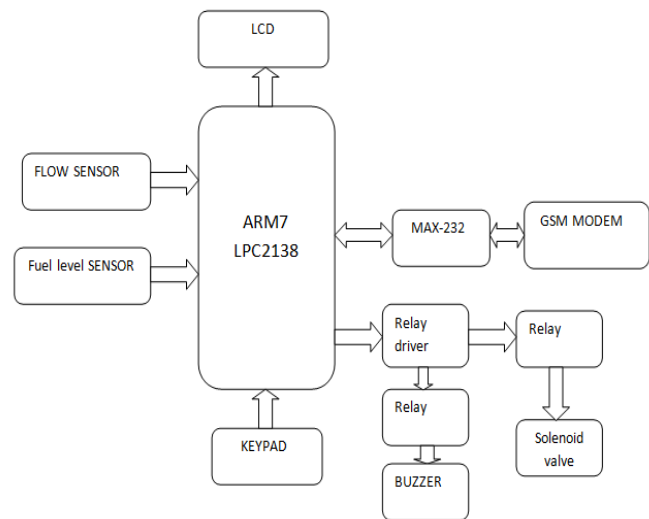 LCD
FLOW SENSOR
ARM7
LPC2138
MAX-232
GSM MODEM
Fuel level SENSOR
Relay
driver
Relay
Relay
KEYPAD
Solenoid
valve
BUZZER